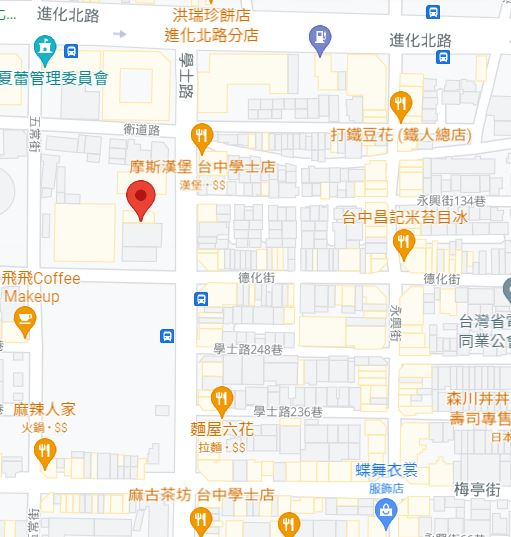 洪瑞珍餅店
進化北路分店
進化北路
進化北路
夏蕾管理委員會
學士路
五常街
衛道路
打鐵豆花 (鐵人總店)
摩斯漢堡 台中學士店
漢堡・$$
永興街134巷
台中昌記米苔目冰
德化街
德化街
飛飛Coffee
Makeup
永興街
台灣省電
同業公會
學士路248巷
麻辣人家
火鍋・$$
學士路236巷
麵屋六花
拉麵・$$
森川丼丼
壽司專售
日本
蝶舞衣裳
服飾店
梅亭街
麻古茶坊 台中學士店